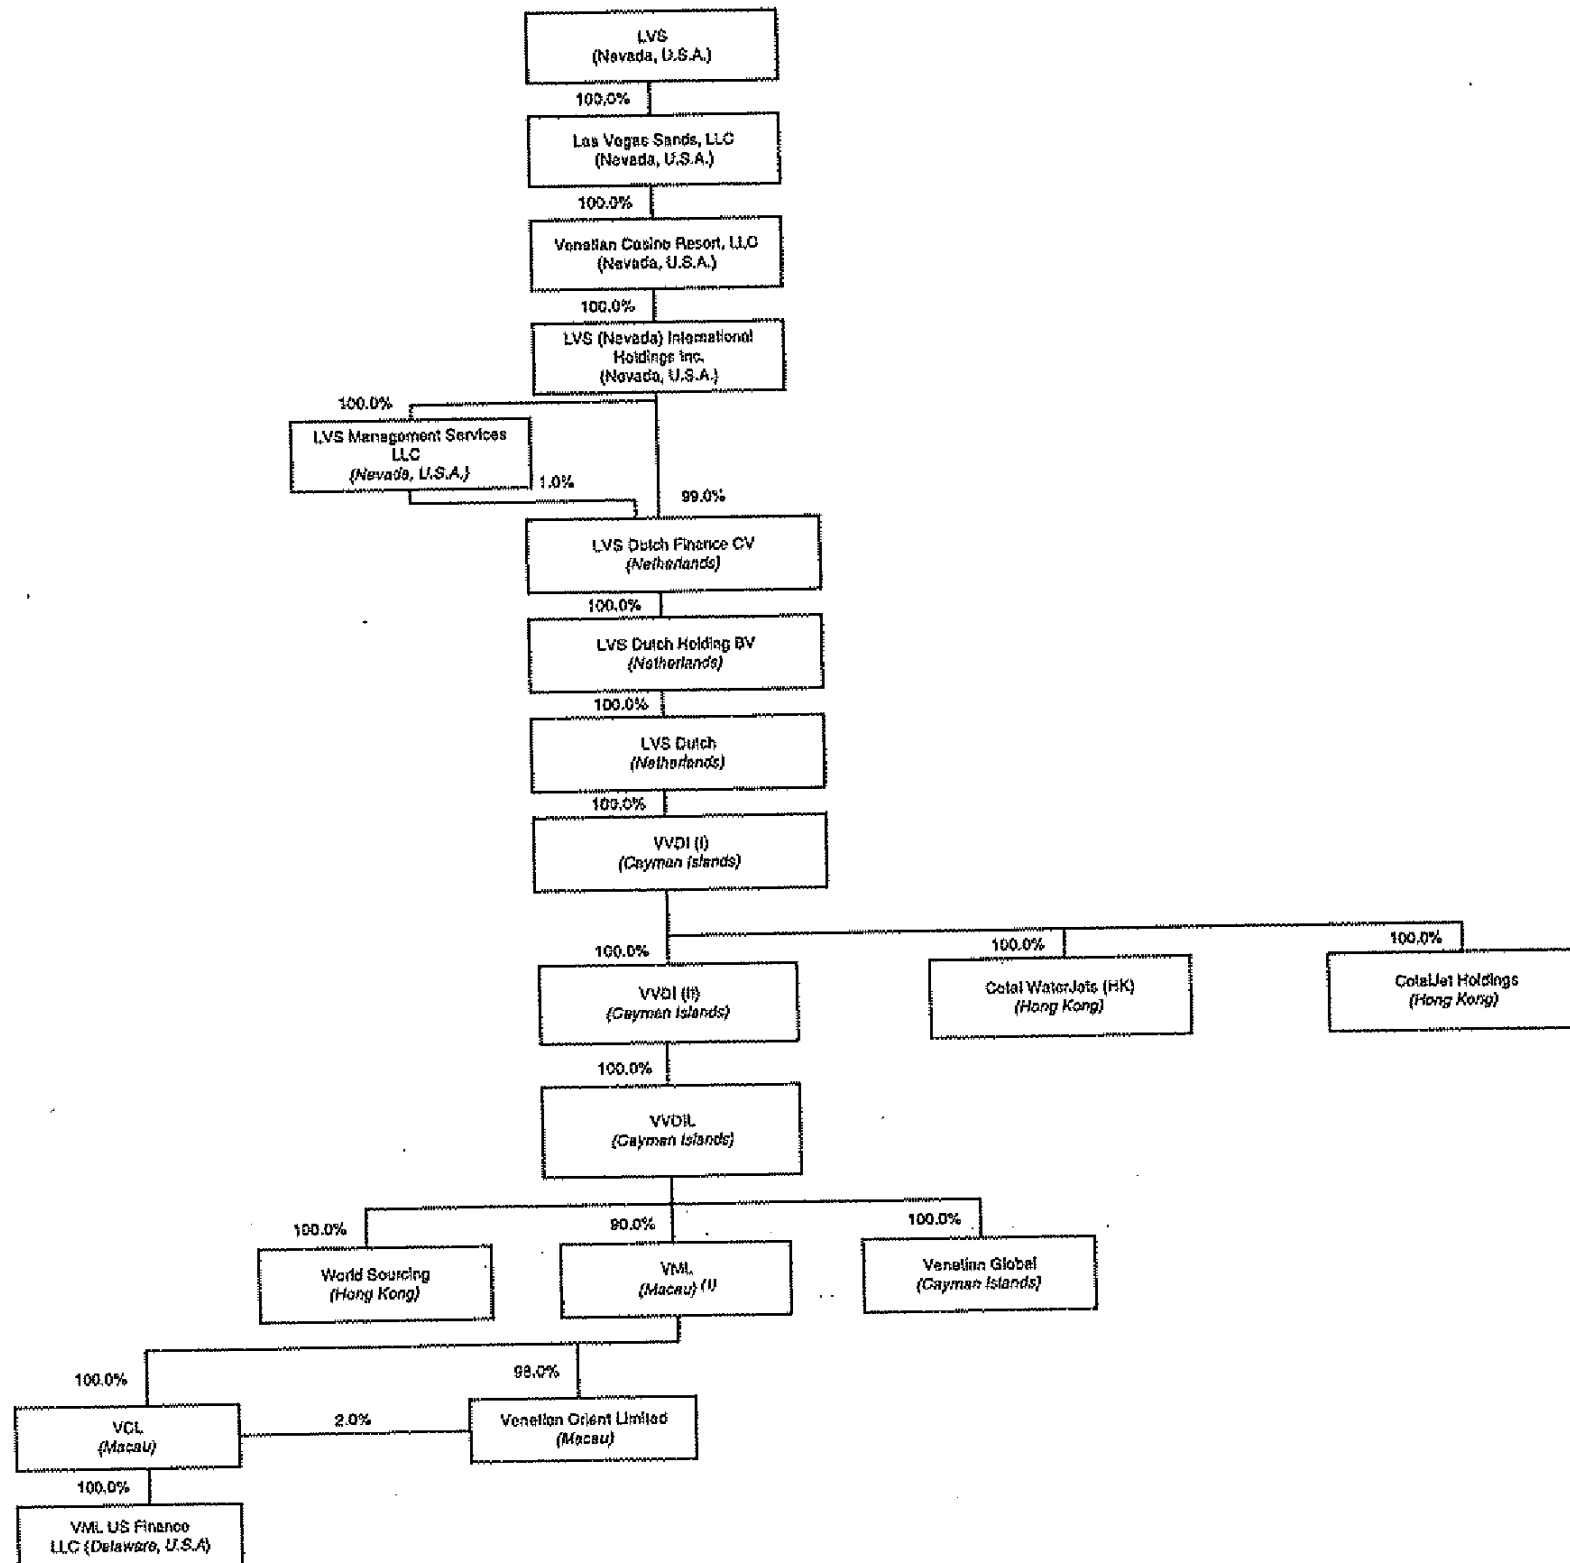 LVS
(Nevada, U.S.A.)
100.0%
Las Vegas Sands, LLC
(Nevada, U.S.A.)
100.0%
Venetian Casino Resort, LLC
(Nevada, U.S.A.)
100.0%
LVS (Nevada) International
Holdings Inc.
(Nevada, U.S.A.)
100.0%
LVS Management Services
LLC
(Nevada, U.S.A.)
1.0%
99.0%
LVS Dutch Finance CV
(Netherlands)
100.0%
LVS Dutch Holding BV
(Netherlands)
100.0%
LVS Dutch
(Netherlands)
100.0%
VVDI (I)
(Cayman Islands)
100.0%
100.0%
100.0%
VVDI (II)
(Cayman Islands)
Cotai WaterJets (HK)
(Hong Kong)
CotaiJet Holdings
(Hong Kong)
100.0%
VVDIL
(Cayman Islands)
100.0%
90.0%
100.0%
World Sourcing
(Hong Kong)
VML
(Macau) (I)
Venetian Global
(Cayman Islands)
100.0%
98.0%
VCL
(Macau)
2.0%
Venetian Orient Limited
(Macau)
100.0%
VML US Finance
LLC (Delaware, U.S.A)